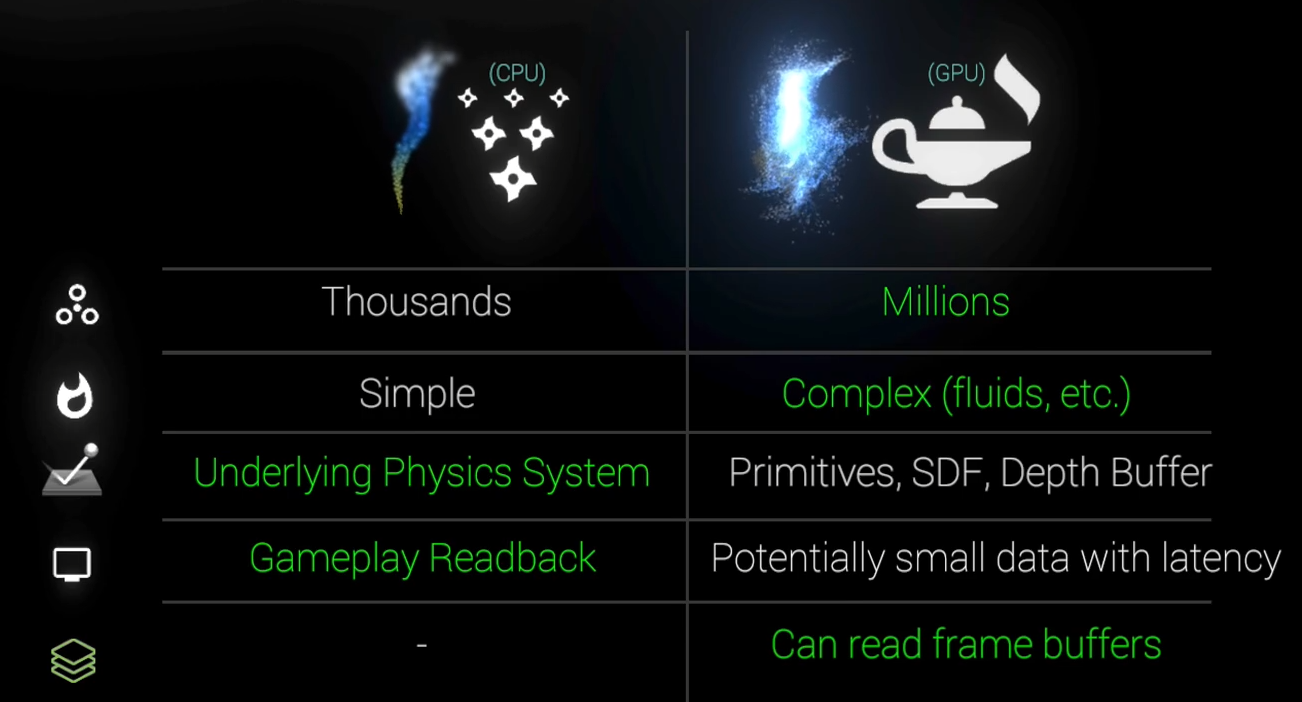 (CPU)
(GPU)
Thousands
Millions
Simple
Complex (fluids, etc.)
Underlying Physics System
Primitives, SDF, Depth Buffer
Gameplay Readback
Potentially small data with latency
-
Can read frame buffers